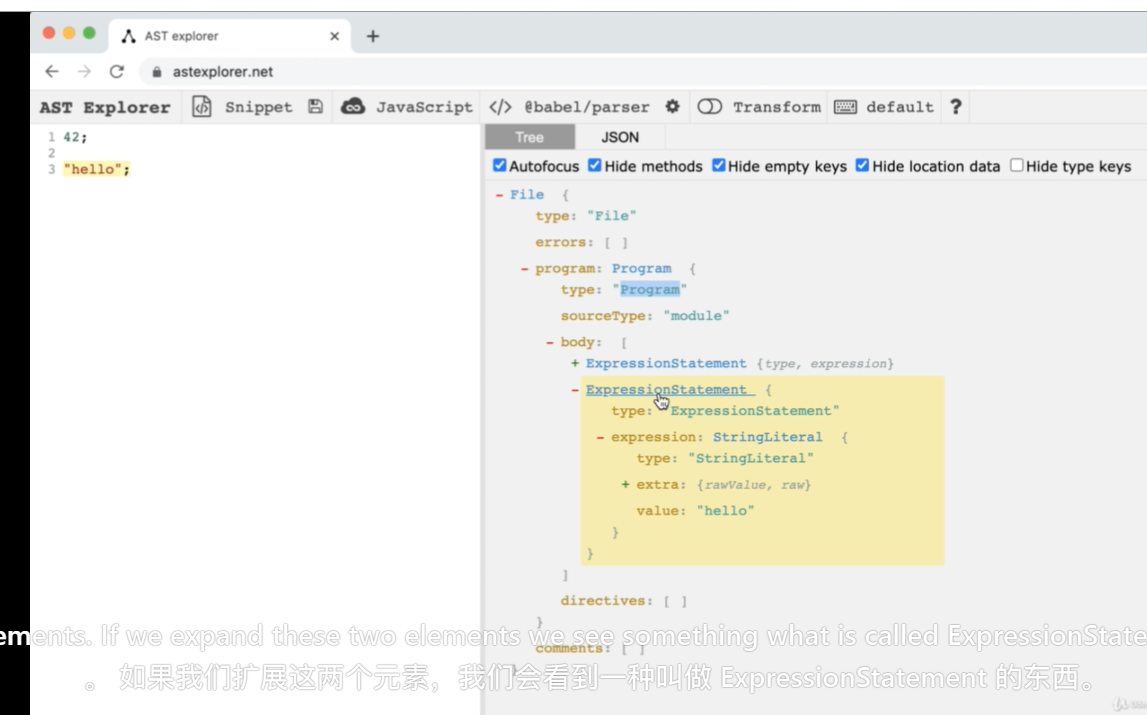 AST explorer
astexplorer.net
AST Explorer Snippet JavaScript </> @babel/parser Transform default ?
1 42;
2
3 "hello";
Tree JSON
Autofocus Hide methods Hide empty keys Hide location data Hide type keys
- File {
type: "File"
errors: [ ]
- program: Program {
type: "Program"
sourceType: "module"
- body: [
+ ExpressionStatement {type, expression}
- ExpressionStatement {
type: "ExpressionStatement"
- expression: StringLiteral {
type: "StringLiteral"
+ extra: {rawValue, raw}
value: "hello"
}
}
]
directives: [ ]
}
comments: [ ]
}
ements. If we expand these two elements we see something what is called ExpressionState
。 如果我们扩展这两个元素，我们会看到一种叫做 ExpressionStatement 的东西。